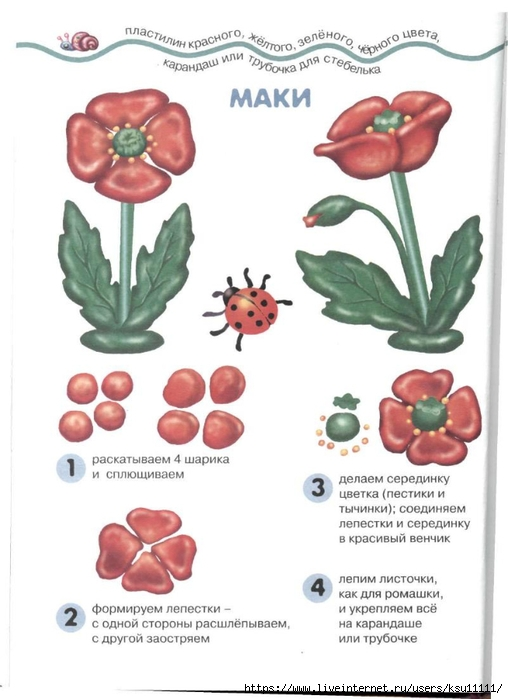 пластилин красного, жёлтого, зелёного, чёрного цвета,
карандаш или трубочка для стебелька
МАКИ
1
раскатываем 4 шарика
и сплющиваем
2
формируем лепестки –
с одной стороны расшлёпываем,
с другой заостряем
3
делаем серединку
цветка (пестики и
тычинки); соединяем
лепестки и серединку
в красивый венчик
4
лепим листочки,
как для ромашки,
и укрепляем всё
на карандаше
или трубочке
https://www.liveinternet.ru/users/ksu11111/